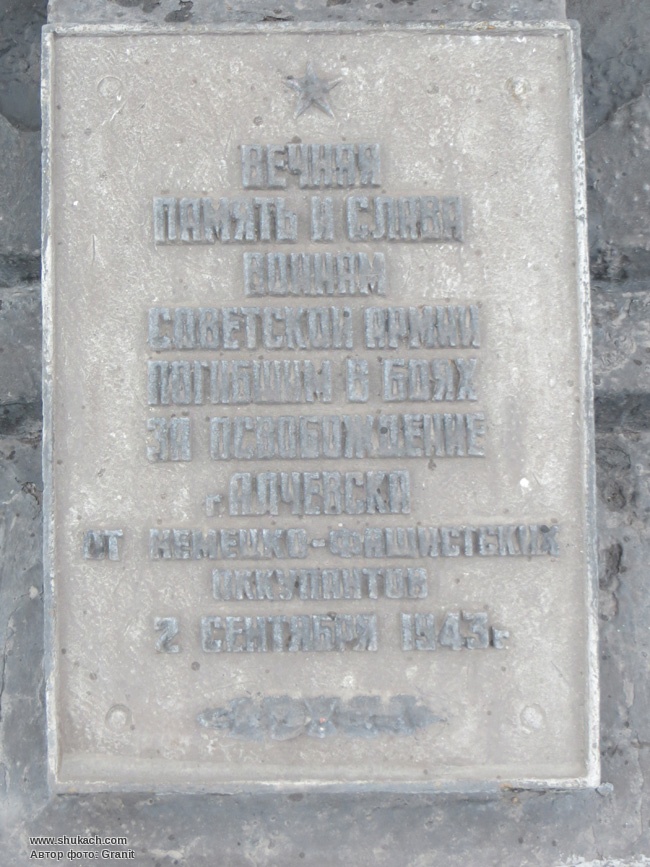 ВЕЧНАЯ
ПАМЯТЬ И СЛАВА
ВОИНАМ
СОВЕТСКОЙ АРМИИ
ПОГИБШИМ В БОЯХ
ЗА ОСВОБОЖДЕНИЕ
г. АЛЧЕВСКА
ОТ НЕМЕЦКО-ФАШИСТСКИХ
ОККУПАНТОВ
2 СЕНТЯБРЯ 1943 г
www.shukach.com
Автор фото: Granit